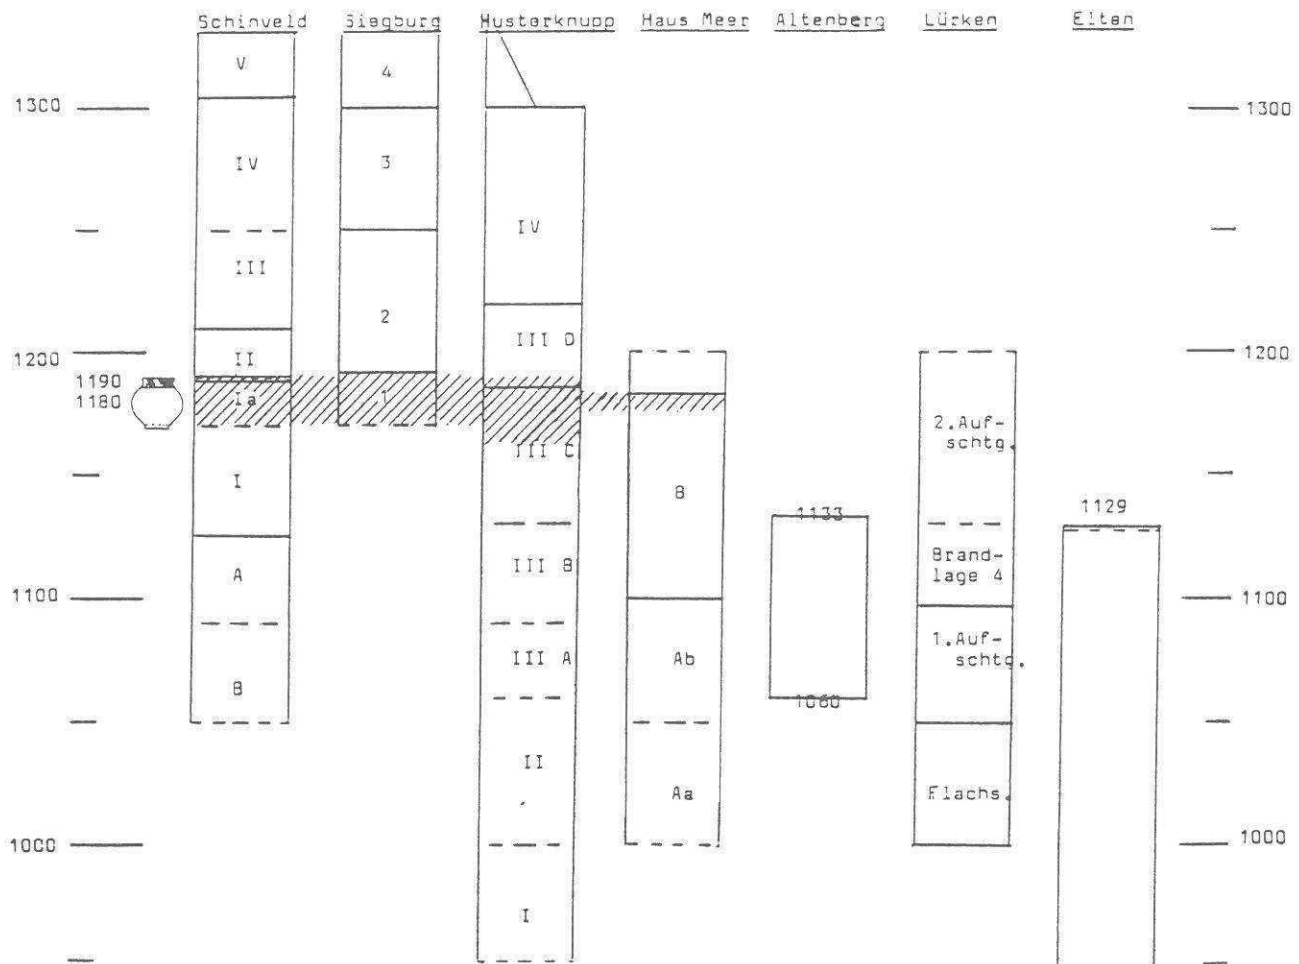 Schinveld Siegburg Husterknupp Haus Meer Altenberg Lürken Elten
V 4
1300 1300
IV 3
IV
III
2
III D
II
1200 1200
1190
1180 Ia 1
2.Auf-
schtg.
III C
I B
1133 1129
III B Brand-
lage 4
A
1100 1100
1.Auf-
schtg.
III A Ab
B
1060
II
Aa Flachs.
1000 1000
I